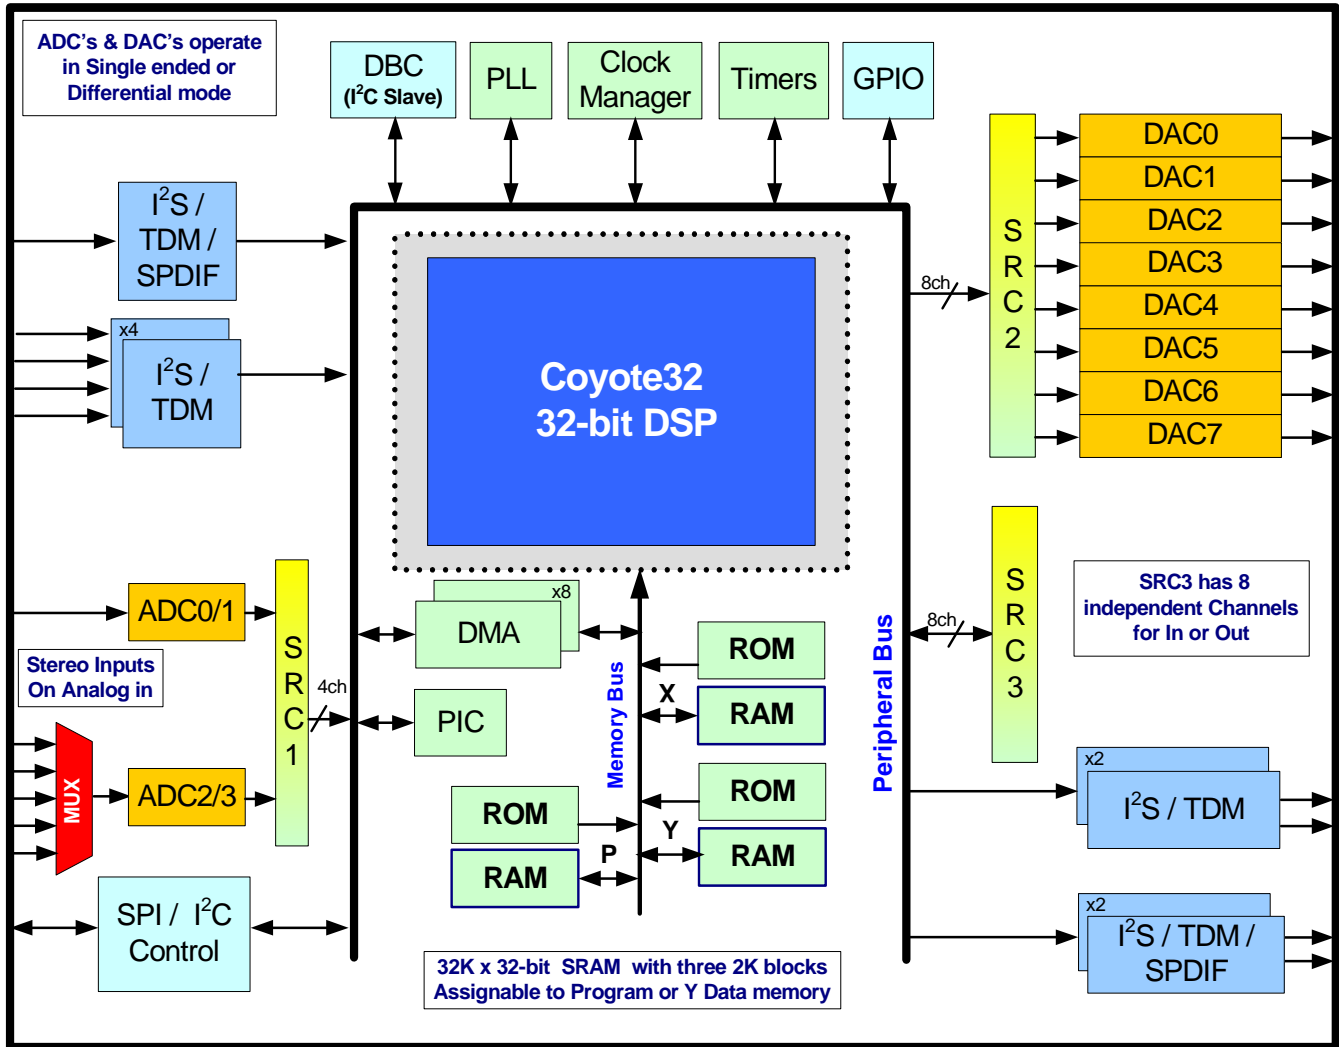 ADC's & DAC's operate
in Single ended or
Differential mode
DBC
(I²C Slave)
PLL
Clock
Manager
Timers
GPIO
I²S /
TDM /
SPDIF
x4
I²S /
TDM
Coyote32
32-bit DSP
8ch
S
R
C
2
DAC0
DAC1
DAC2
DAC3
DAC4
DAC5
DAC6
DAC7
ADC0/1
Stereo Inputs
On Analog in
MUX
ADC2/3
S
R
C
1
4ch
x8
DMA
PIC
Memory Bus
ROM
X
RAM
ROM
Y
RAM
ROM
P
RAM
Peripheral Bus
8ch
S
R
C
3
SRC3 has 8
independent Channels
for In or Out
x2
I²S / TDM
x2
I²S / TDM /
SPDIF
SPI / I²C
Control
32K x 32-bit SRAM with three 2K blocks
Assignable to Program or Y Data memory